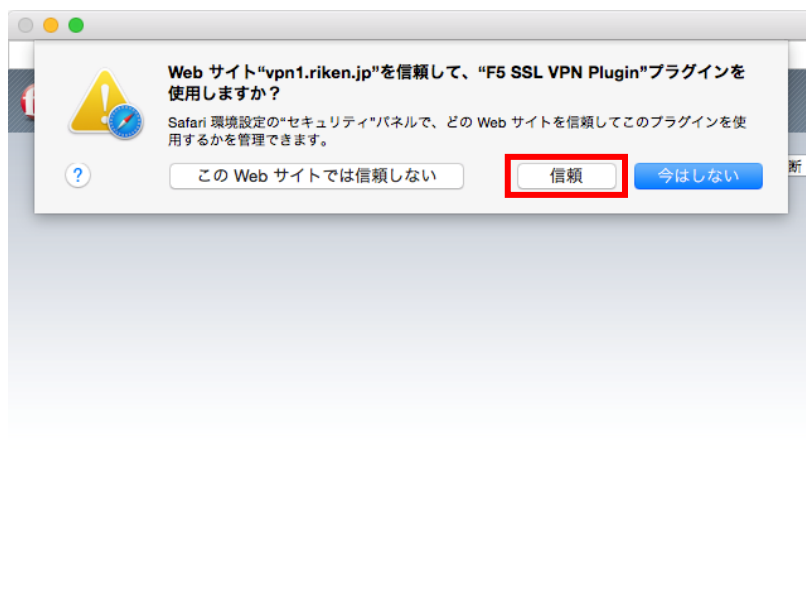 Web サイト“vpn1.riken.jp”を信頼して、“F5 SSL VPN Plugin”プラグインを
使用しますか？
Safari 環境設定の“セキュリティ"パネルで、どの Web サイトを信頼してこのプラグインを使
用するかを管理できます。
?
この Web サイトでは信頼しない
信頼
今はしない
断